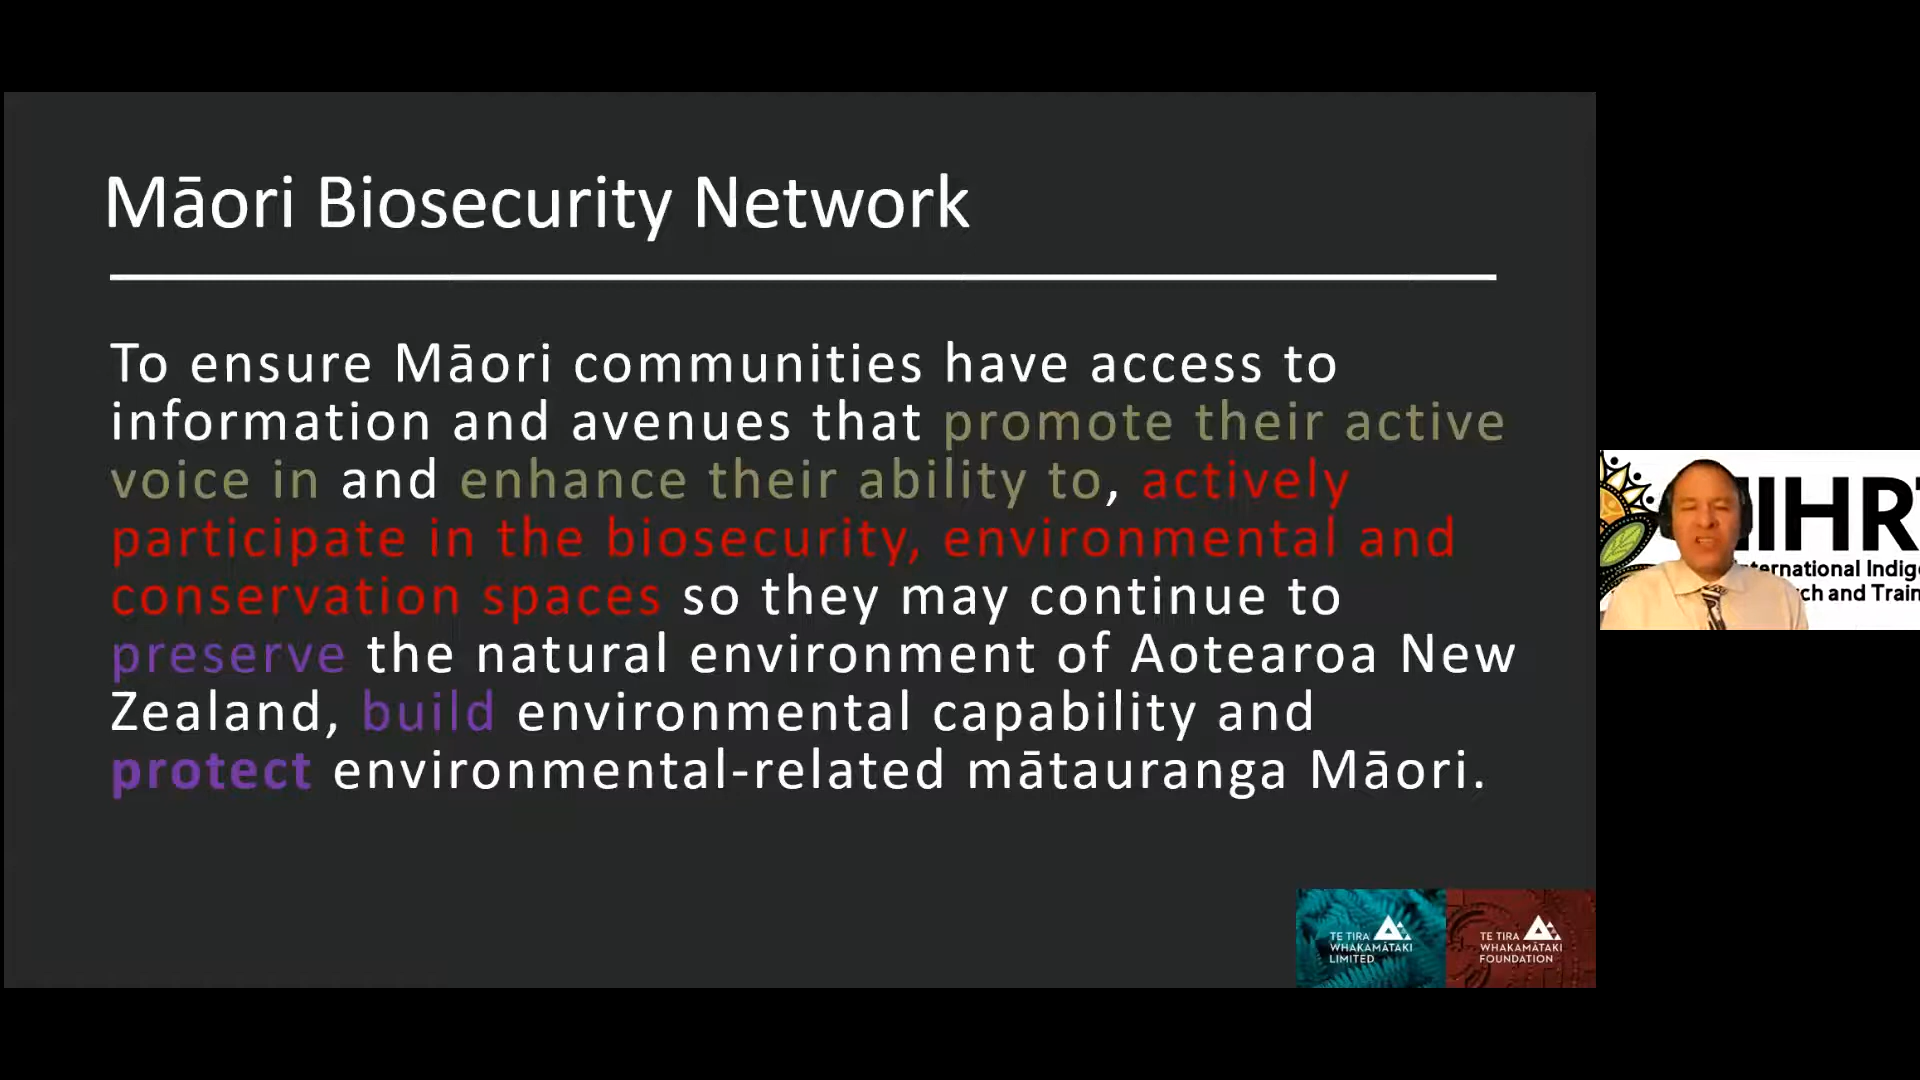 Māori Biosecurity Network
To ensure Māori communities have access to
information and avenues that promote their active
voice in and enhance their ability to, actively
participate in the biosecurity, environmental and
conservation spaces so they may continue to
preserve the natural environment of Aotearoa New
Zealand, build environmental capability and
protect environmental-related mātauranga Māori.
TE TIRA
WHAKAMĀTAKI
LIMITED
TE TIRA
WHAKAMĀTAKI
FOUNDATION